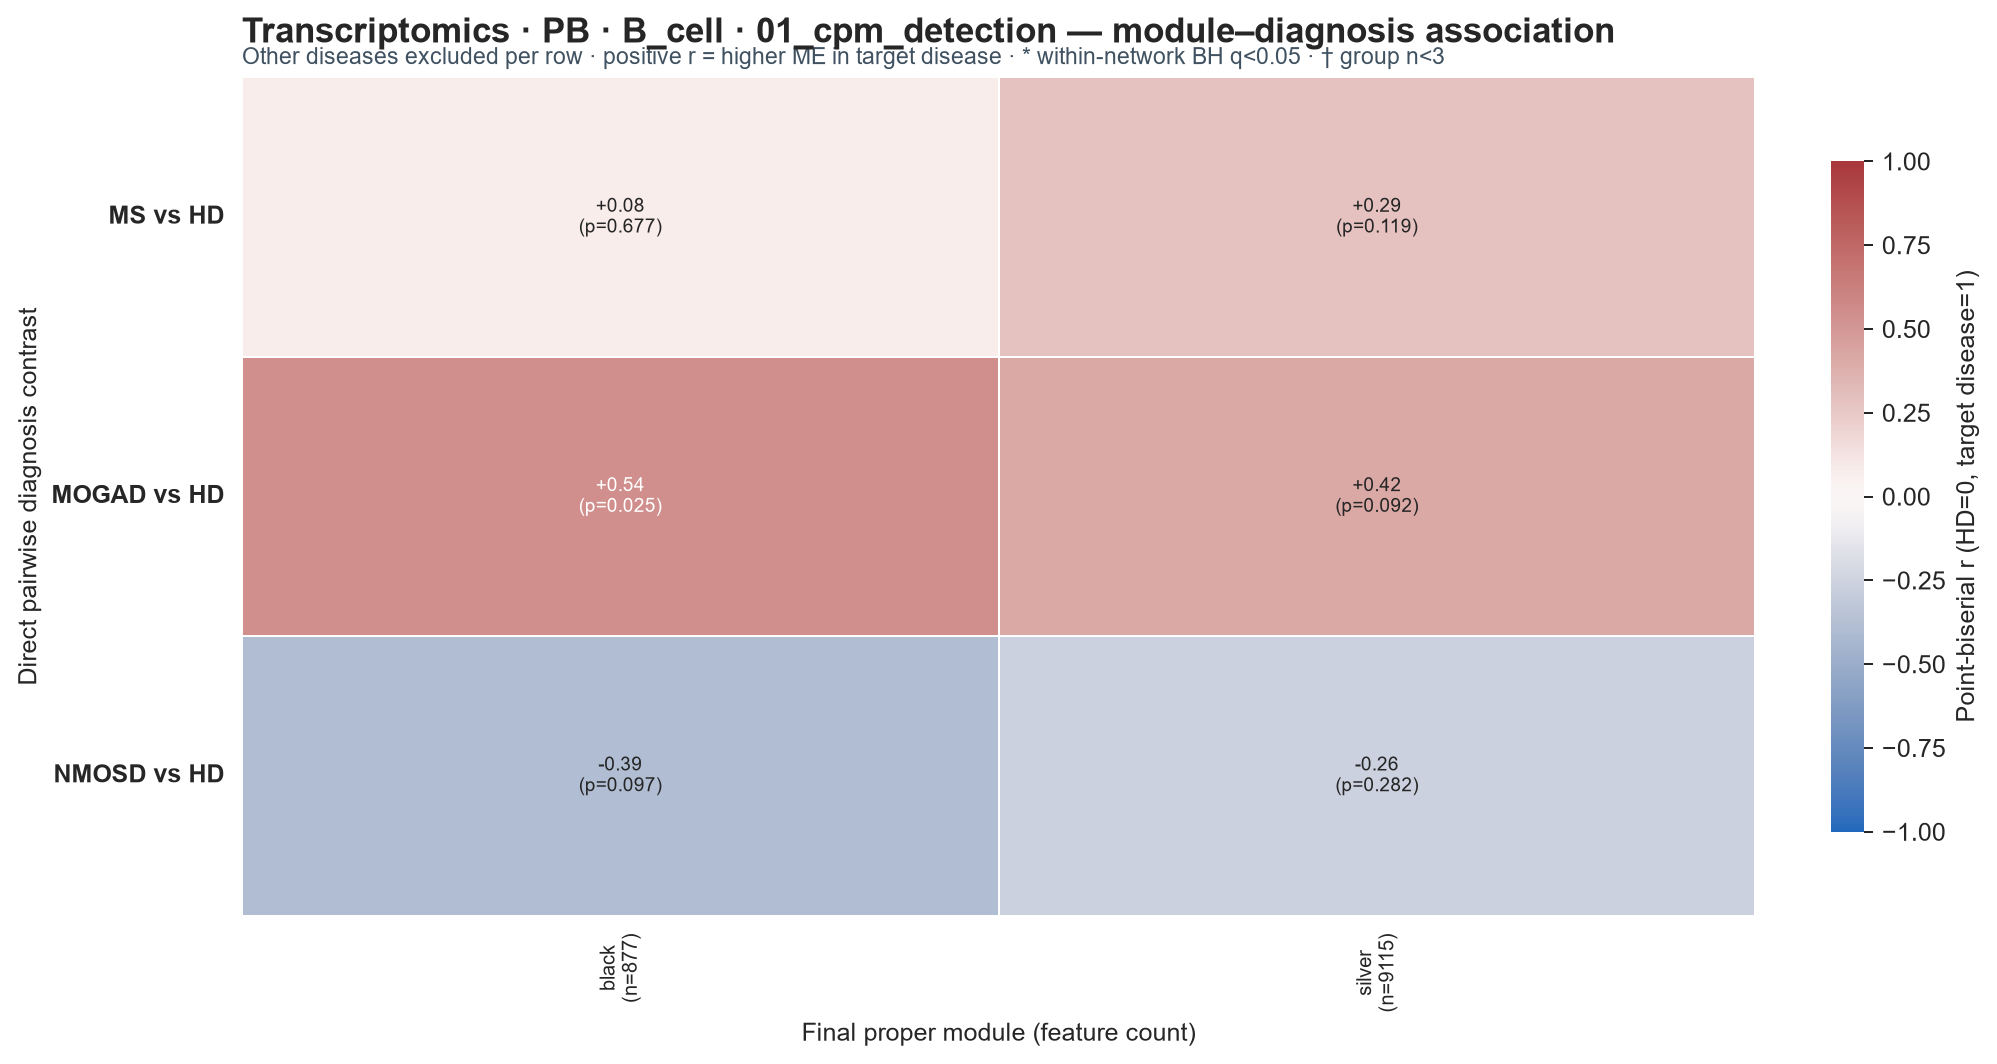 Transcriptomics · PB · B_cell · 01_cpm_detection — module–diagnosis association
Other diseases excluded per row · positive r = higher ME in target disease · * within-network BH q<0.05 · † group n<3
Direct pairwise diagnosis contrast
MS vs HD
+0.08
(p=0.677)
+0.29
(p=0.119)
MOGAD vs HD
+0.54
(p=0.025)
+0.42
(p=0.092)
NMOSD vs HD
-0.39
(p=0.097)
-0.26
(p=0.282)
black
(n=877)
silver
(n=9115)
Final proper module (feature count)
1.00
0.75
0.50
0.25
0.00
−0.25
−0.50
−0.75
−1.00
Point-biserial r (HD=0, target disease=1)